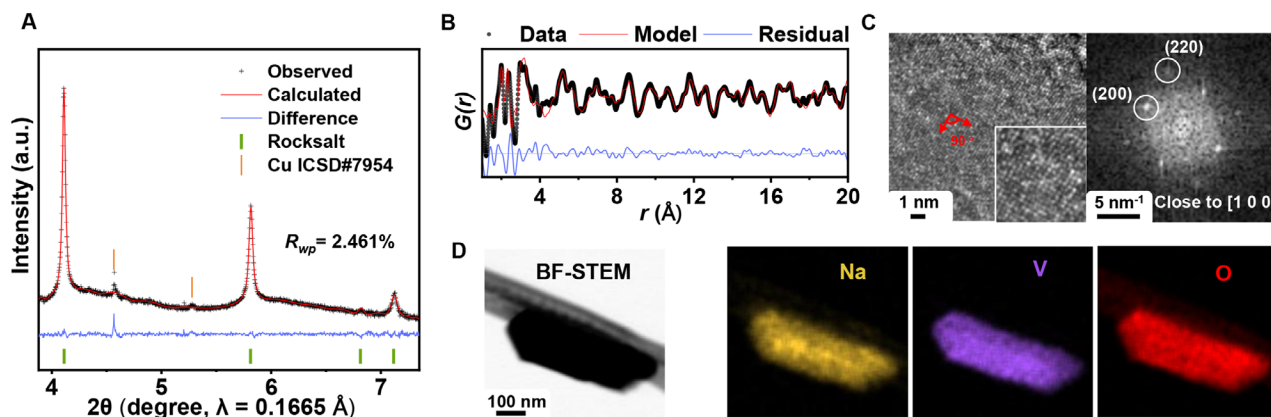 A
Intensity (a.u.)
Observed
Calculated
Difference
Rocksalt
Cu ICSD#7954
Rwp= 2.461%
4 5 6 7
2θ (degree, λ = 0.1665 Å)
B
Data Model Residual
G(r)
4 8 12 16 20
r (Å)
C
90 °
1 nm
(220)
(200)
5 nm-1
Close to [1 0 0
D
BF-STEM
100 nm
Na
V
O